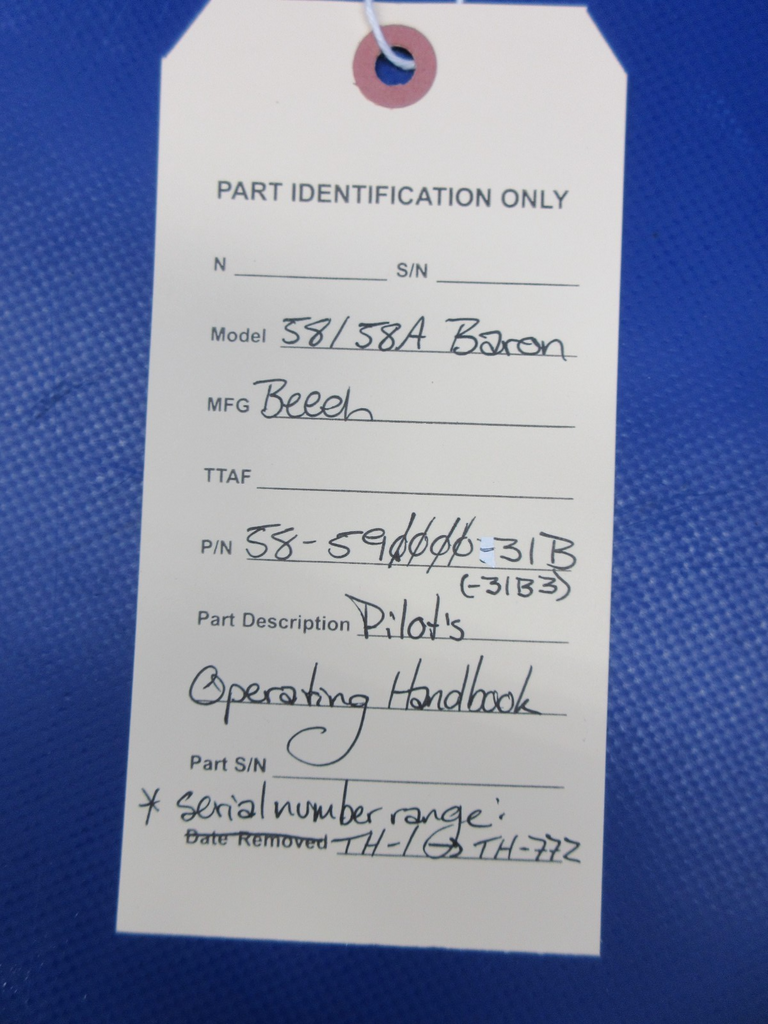 PART IDENTIFICATION ONLY
N S/N
Model 58/58A Baron
MFG Beech
TTAF
P/N 58-590000-31B
(-31B3)
Part Description Pilot's
Operating Handbook
Part S/N
* serial number range:
Date Removed TH-1 TH-772